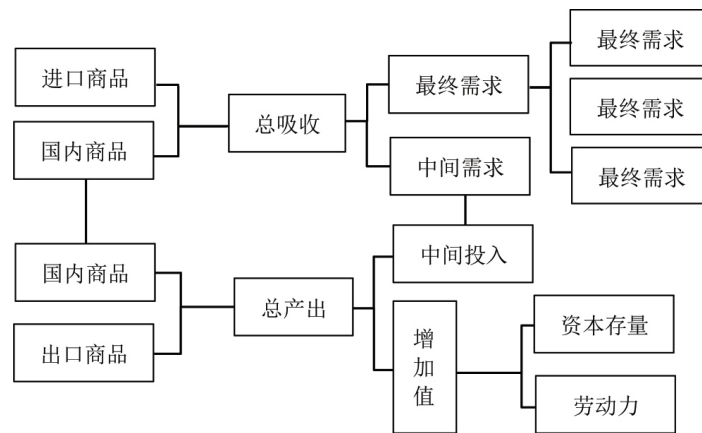 最终需求
进口商品
最终需求
总吸收
最终需求
国内商品
中间需求
最终需求
国内商品
中间投入
总产出
资本存量
出口商品
增
加
值
劳动力